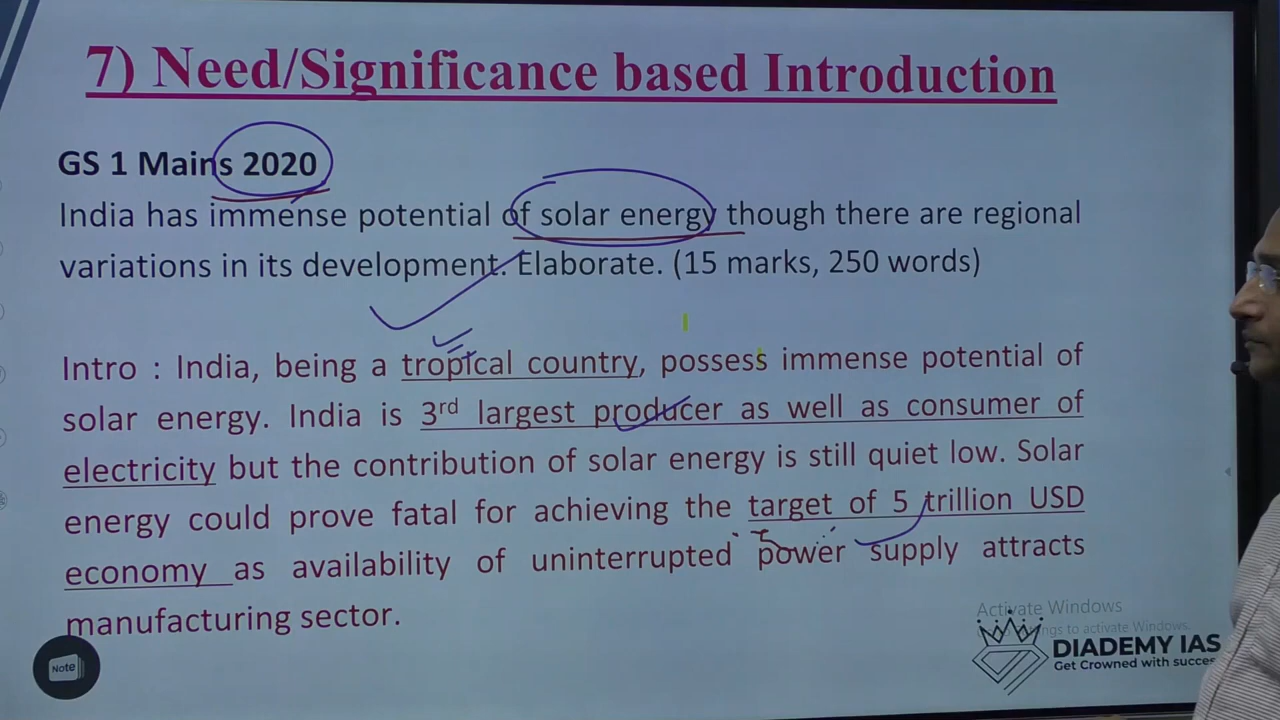 7) Need/Significance based Introduction
GS 1 Mains 2020
India has immense potential of solar energy though there are regional
variations in its development. Elaborate. (15 marks, 250 words)
Intro : India, being a tropical country, possess immense potential of
solar energy. India is 3rd largest producer as well as consumer of
electricity but the contribution of solar energy is still quiet low. Solar
energy could prove fatal for achieving the target of 5 trillion USD
economy as availability of uninterrupted power supply attracts
manufacturing sector.
Activate Windows
to activate Windows.
DIADEMY IAS
Get Crowned with
Note